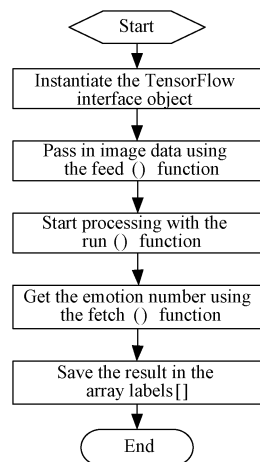 Start
Instantiate the TensorFlow
interface object
Pass in image data using
the feed () function
Start processing with the
run () function
Get the emotion number using
the fetch () function
Save the result in the
array labels[]
End